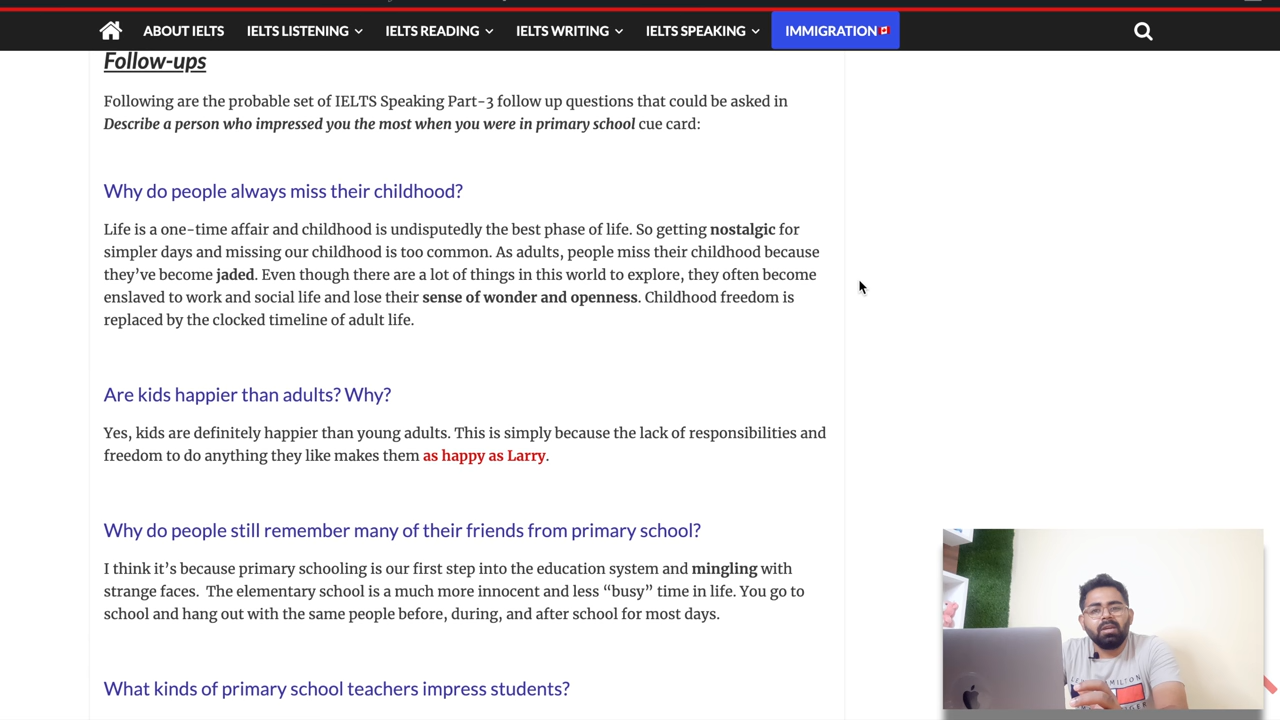 ABOUT IELTS IELTS LISTENING IELTS READING IELTS WRITING IELTS SPEAKING IMMIGRATION🇨🇦
Follow-ups
Following are the probable set of IELTS Speaking Part-3 follow up questions that could be asked in
Describe a person who impressed you the most when you were in primary school cue card:
Why do people always miss their childhood?
Life is a one-time affair and childhood is undisputedly the best phase of life. So getting nostalgic for
simpler days and missing our childhood is too common. As adults, people miss their childhood because
they’ve become jaded. Even though there are a lot of things in this world to explore, they often become
enslaved to work and social life and lose their sense of wonder and openness. Childhood freedom is
replaced by the clocked timeline of adult life.
Are kids happier than adults? Why?
Yes, kids are definitely happier than young adults. This is simply because the lack of responsibilities and
freedom to do anything they like makes them as happy as Larry.
Why do people still remember many of their friends from primary school?
I think it’s because primary schooling is our first step into the education system and mingling with
strange faces. The elementary school is a much more innocent and less “busy” time in life. You go to
school and hang out with the same people before, during, and after school for most days.
What kinds of primary school teachers impress students?